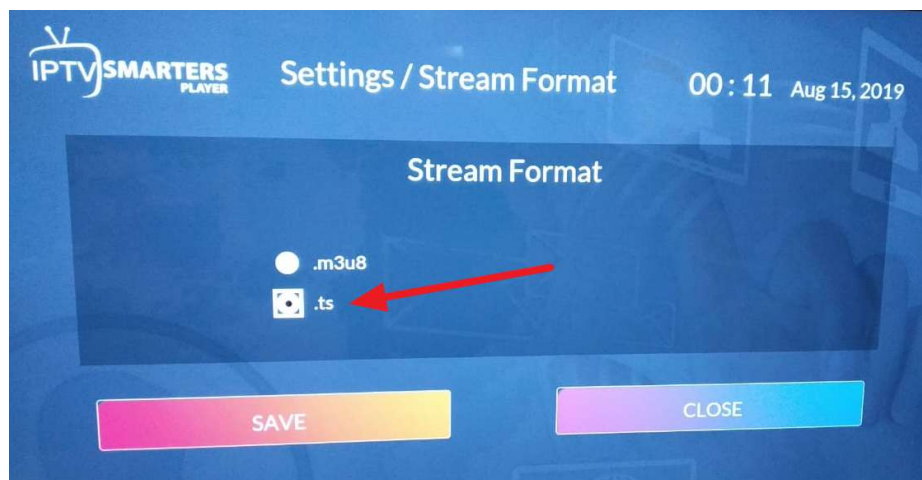 IPTV SMARTERS
PLAYER
Settings / Stream Format
00 : 11 Aug 15, 2019
Stream Format
.m3u8
.ts
SAVE
CLOSE